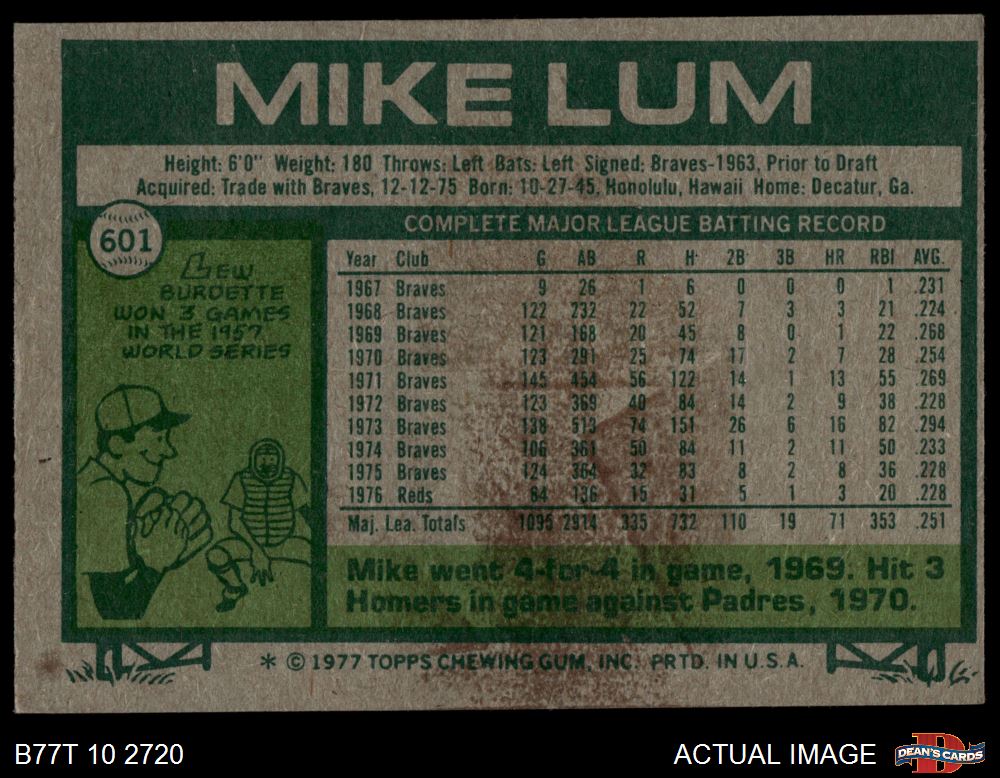 MIKE LUM
Height: 6'0" Weight: 180 Throws: Left Bats: Left Signed: Braves-1963, Prior to Draft
Acquired: Trade with Braves, 12-12-75 Born: 10-27-45, Honolulu, Hawaii Home: Decatur, Ga.
601
LEW
BURDETTE
WON 3 GAMES
IN THE 1957
WORLD SERIES
COMPLETE MAJOR LEAGUE BATTING RECORD
Year Club G AB R H 2B 3B HR RBI AVG.
1967 Braves 9 26 1 6 0 0 0 1 .231
1968 Braves 122 232 22 52 7 3 3 21 .224
1969 Braves 121 168 20 45 8 0 1 22 .268
1970 Braves 123 291 25 74 17 2 7 28 .254
1971 Braves 145 454 56 122 14 1 13 55 .269
1972 Braves 123 369 40 84 14 2 9 38 .228
1973 Braves 138 513 74 151 26 6 16 82 .294
1974 Braves 106 361 50 84 11 2 11 50 .233
1975 Braves 124 364 32 83 8 2 8 36 .228
1976 Reds 84 136 15 31 5 1 3 20 .228
Maj. Lea. Totals 1095 2914 335 732 110 19 71 353 .251
Mike went 4-for-4 in game, 1969. Hit 3
Homers in game against Padres, 1970.
* © 1977 TOPPS CHEWING GUM, INC. PRTD. IN U.S.A.
B77T 10 2720
ACTUAL IMAGE
DEAN'S CARDS